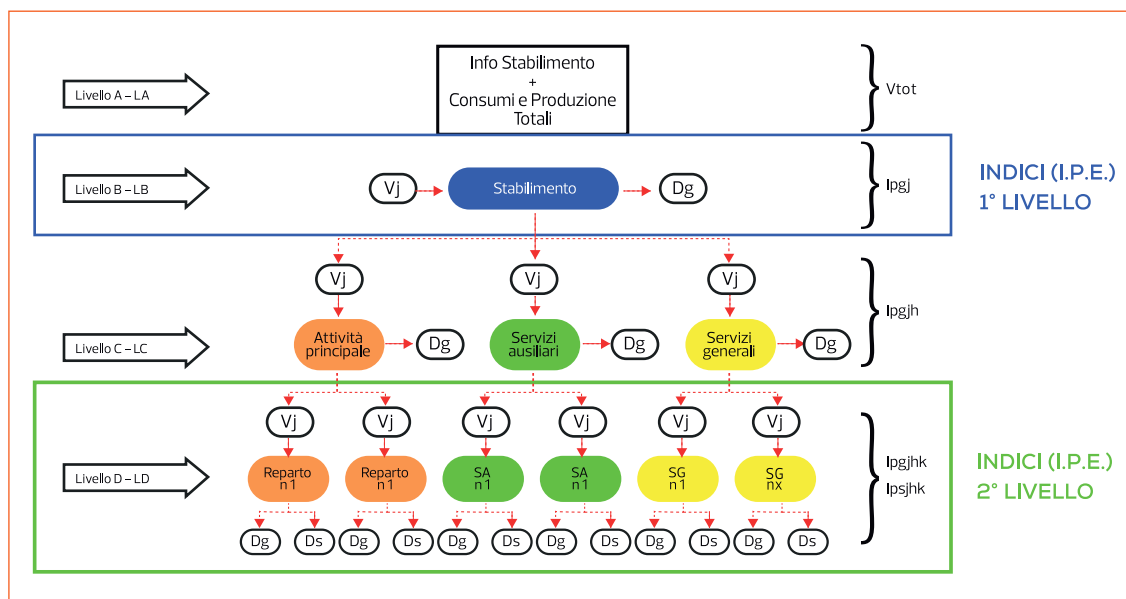 Info Stabilimento
+
Consumi e Produzione
Totali
Livello A – LA
Vtot
Livello B – LB
Vj
Stabilimento
Dg
Ipgj
INDICI (I.P.E.)
1° LIVELLO
Vj
Vj
Vj
Ipgjh
Livello C – LC
Attività
principale
Dg
Servizi
ausiliari
Dg
Servizi
generali
Dg
Vj
Vj
Vj
Vj
Vj
Vj
Livello D – LD
Reparto
n 1
Reparto
n 1
SA
n 1
SA
n 1
SG
n 1
SG
nx
Ipgjhk
Ipsjhk
INDICI (I.P.E.)
2° LIVELLO
Dg
Ds
Dg
Ds
Dg
Ds
Dg
Ds
Dg
Ds
Dg
Ds